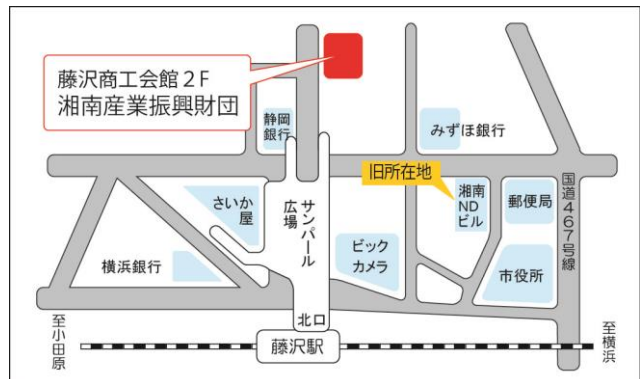 藤沢商工会館2F
湘南産業振興財団
静岡
銀行
みずほ銀行
旧所在地
さいか
屋
サンパール
広場
湘南
ND
ビル
郵便局
国道467号線
横浜銀行
ビック
カメラ
市役所
至小田原
北口
藤沢駅
至横浜